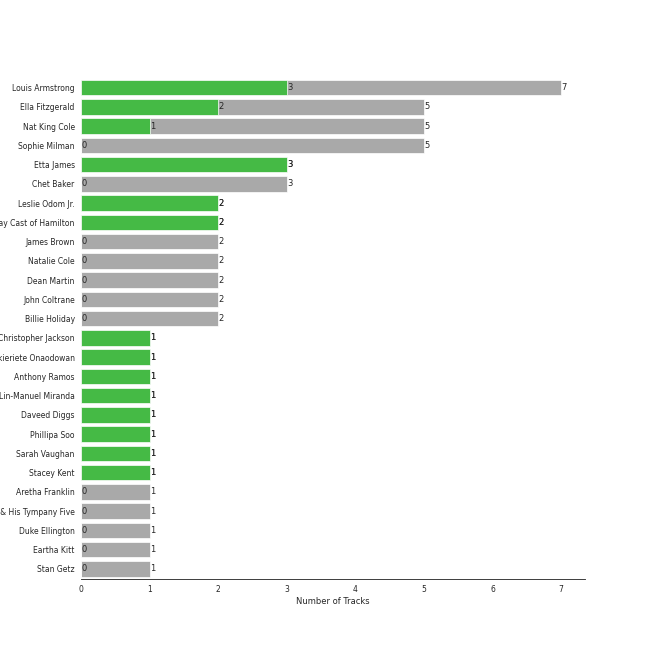 Louis Armstrong 3 7
Ella Fitzgerald 2 5
Nat King Cole 1 5
Sophie Milman 0 5
Etta James 3
Chet Baker 0 3
Leslie Odom Jr. 2
ay Cast of Hamilton 2
James Brown 0 2
Natalie Cole 0 2
Dean Martin 0 2
John Coltrane 0 2
Billie Holiday 0 2
Christopher Jackson 1
kieriete Onaodowan 1
Anthony Ramos 1
Lin-Manuel Miranda 1
Daveed Diggs 1
Phillipa Soo 1
Sarah Vaughan 1
Stacey Kent 1
Aretha Franklin 0 1
& His Tympany Five 0 1
Duke Ellington 0 1
Eartha Kitt 0 1
Stan Getz 0 1
0 1 2 3 4 5 6 7
Number of Tracks